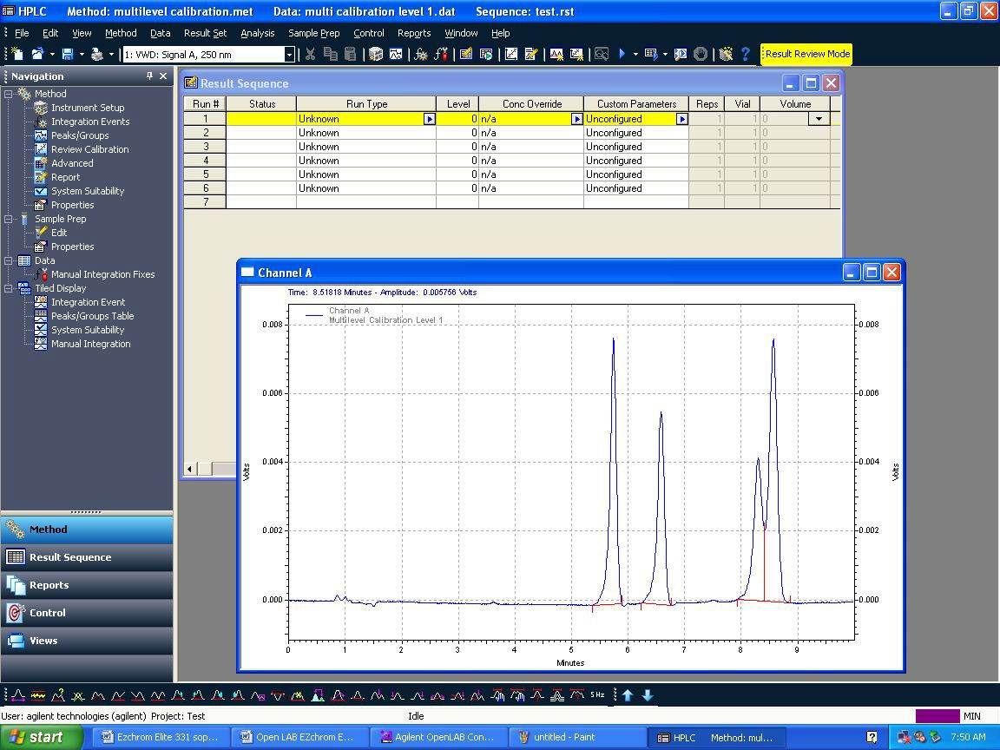 HPLC Method: multilevel calibration.met Data: multi calibration level 1.dat Sequence: test.rst
File Edit View Method Data Result Set Analysis Sample Prep Control Reports Window Help
1: VWD: Signal A, 250 nm Result Review Mode
Navigation
Method
Instrument Setup
Integration Events
Peaks/Groups
Review Calibration
Advanced
Report
System Suitability
Properties
Sample Prep
Edit
Properties
Data
Manual Integration Fixes
Tiled Display
Integration Event
Peaks/Groups Table
System Suitability
Manual Integration
Method
Result Sequence
Reports
Control
Views
Result Sequence
Run # Status Run Type Level Conc Override Custom Parameters Reps Vial Volume
1 Unknown 0 n/a Unconfigured 1 1 0
2 Unknown 0 n/a Unconfigured 1 1 0
3 Unknown 0 n/a Unconfigured 1 1 0
4 Unknown 0 n/a Unconfigured 1 1 0
5 Unknown 0 n/a Unconfigured 1 1 0
6 Unknown 0 n/a Unconfigured 1 1 0
7
Channel A
Time: 8.51818 Minutes - Amplitude: 0.005756 Volts
Channel A
Multilevel Calibration Level 1
0.008 0.008
0.006 0.006
0.004 0.004
Volts Volts
0.002 0.002
0.000 0.000
0 1 2 3 4 5 6 7 8 9
Minutes
5 Hz
User: agilent technologies (agilent) Project: Test Idle MIN
start Ezchrom Elite 331 sop... Open LAB EZchrom E... Agilent OpenLAB Con... untitled - Paint HPLC Method: mul... 7:50 AM